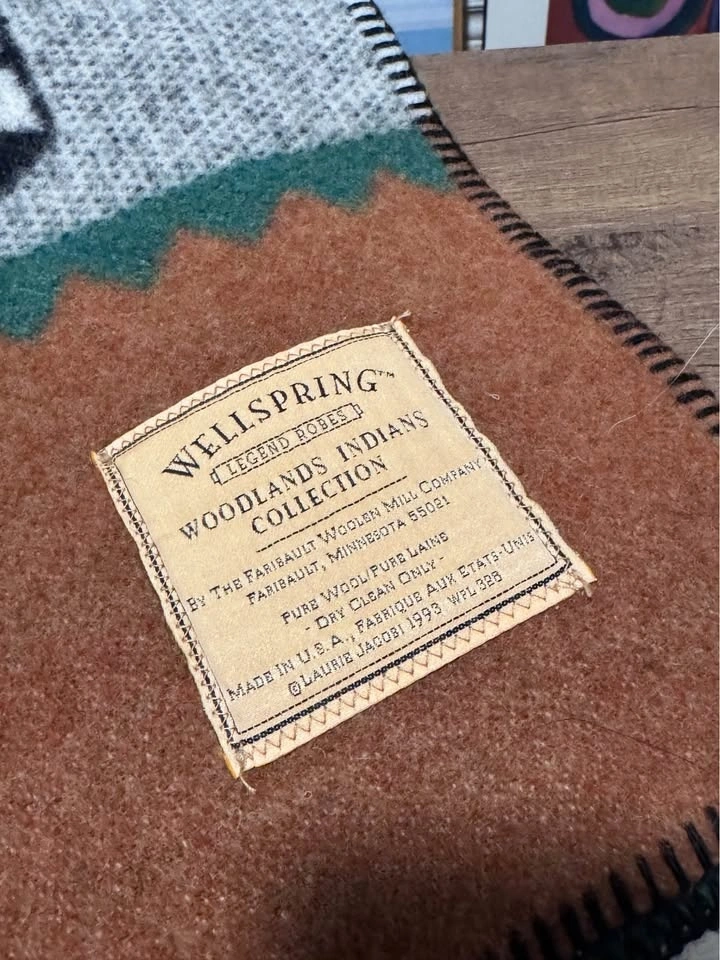 WELLSPRING™
LEGEND ROBES
WOODLANDS INDIANS
COLLECTION
BY THE FARIBAULT WOOLEN MILL COMPANY
FARIBAULT, MINNESOTA 55021
PURE WOOL/PURE LAINE
- DRY CLEAN ONLY -
MADE IN U.S.A., FABRIQUE AUX ETATS-UNIS
© LAURIE JACOBI 1993 WPL 326